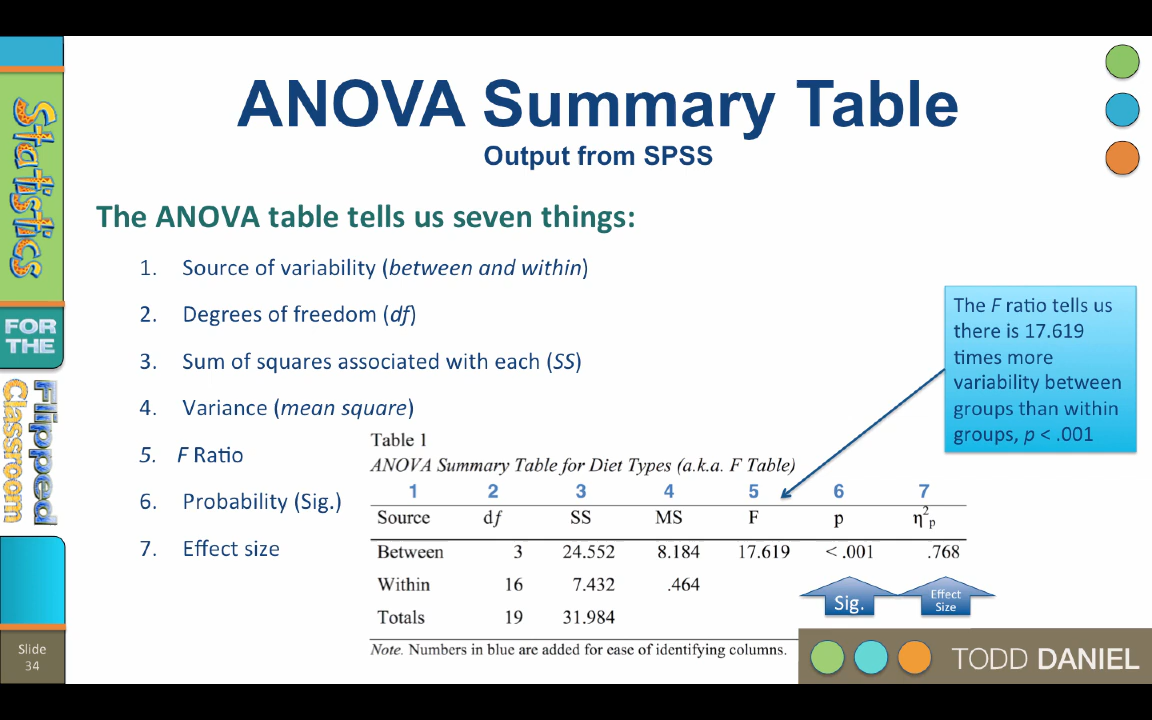 ANOVA Summary Table
Output from SPSS
The ANOVA table tells us seven things:
1. Source of variability (between and within)
2. Degrees of freedom (df)
3. Sum of squares associated with each (SS)
4. Variance (mean square)
5. F Ratio
6. Probability (Sig.)
7. Effect size
The F ratio tells us
there is 17.619
times more
variability between
groups than within
groups, p < .001
Table 1
ANOVA Summary Table for Diet Types (a.k.a. F Table)
1 2 3 4 5 6 7
Source df SS MS F p η²p
Between 3 24.552 8.184 17.619 < .001 .768
Within 16 7.432 .464
Totals 19 31.984
Note. Numbers in blue are added for ease of identifying columns.
Sig.
Effect
Size
Statistics
FOR
THE
Flipped
Classroom
Slide
34
TODD DANIEL